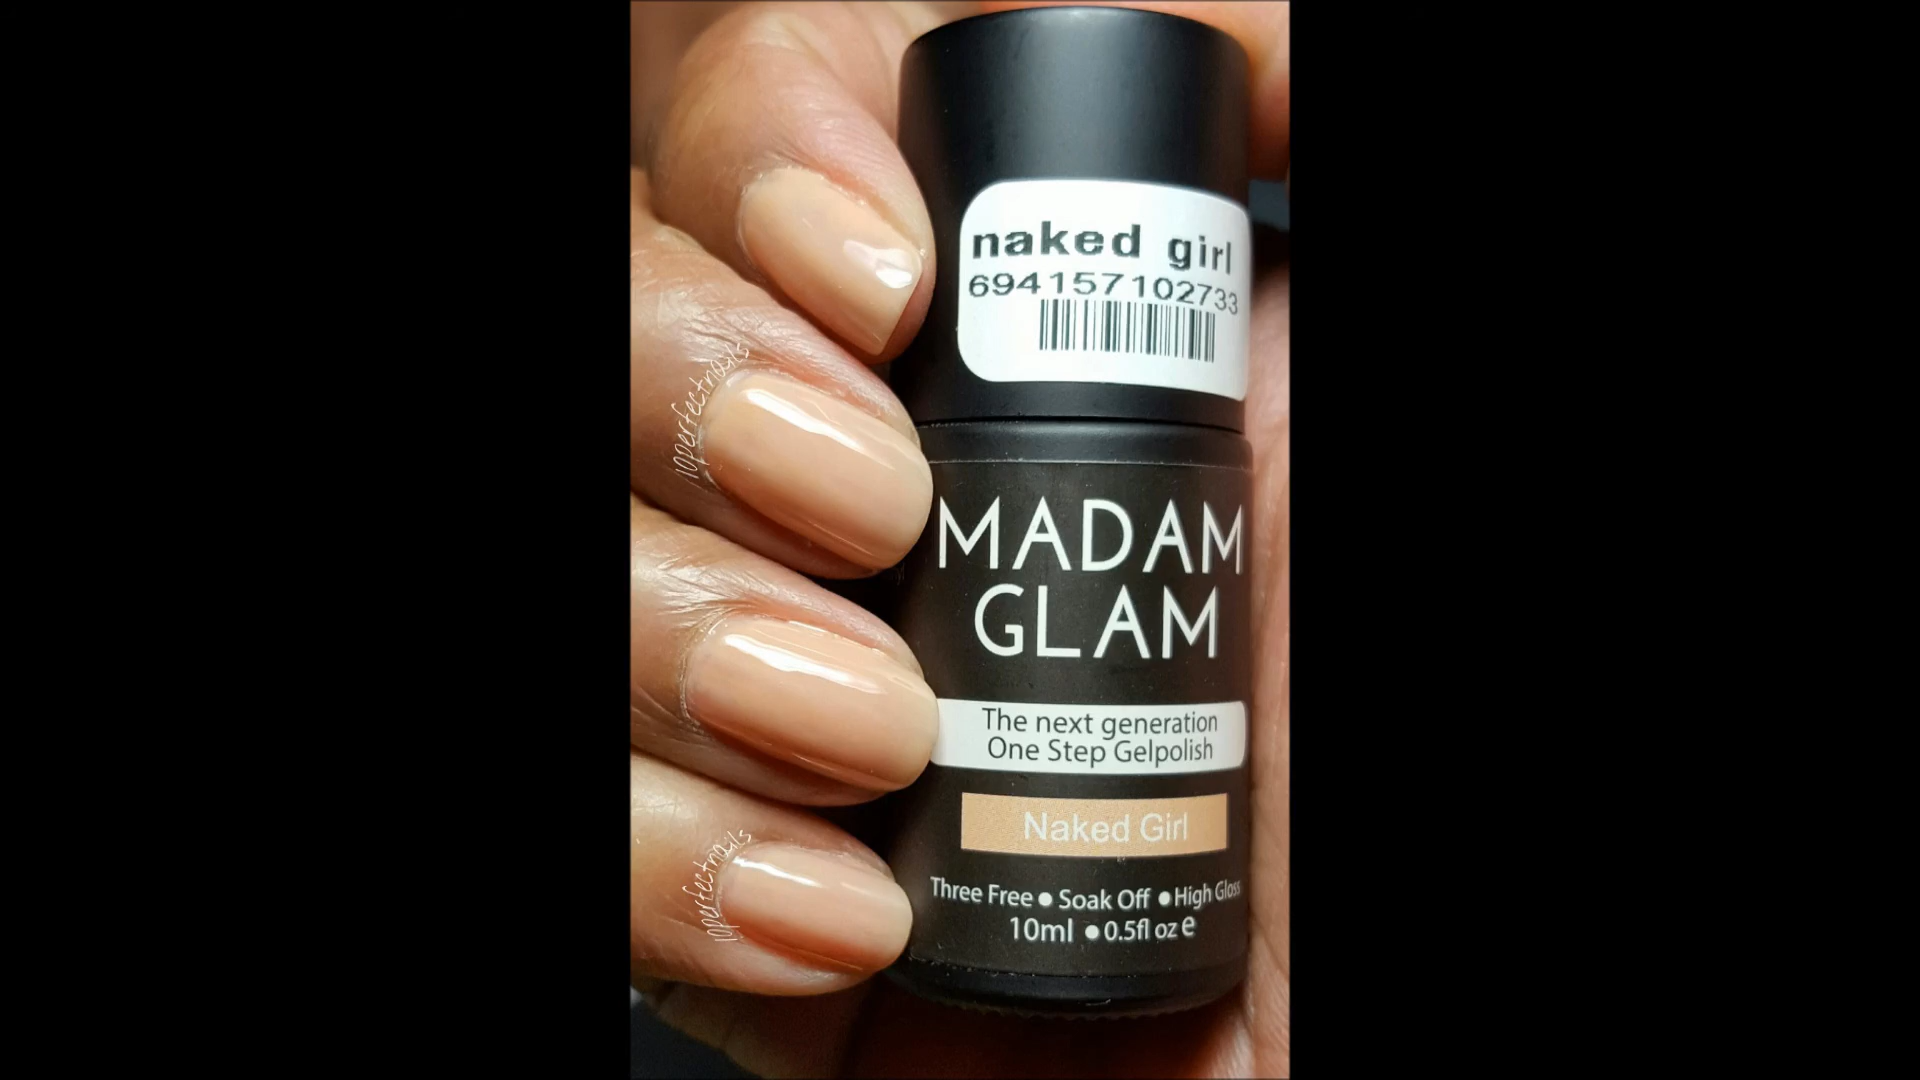 naked girl
694157102733
MADAM
GLAM
The next generation
One Step Gelpolish
Naked Girl
Three Free ● Soak Off ● High Gloss
10ml ● 0.5fl oz e
10perfectnails
10perfectnails